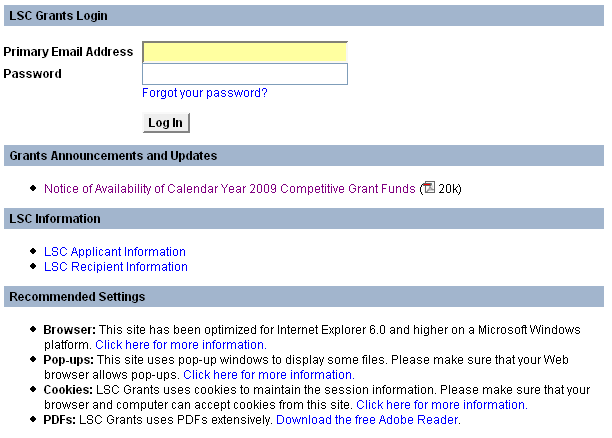 LSC Grants Login
Primary Email Address
Password
Forgot your password?
Log In
Grants Announcements and Updates
Notice of Availability of Calendar Year 2009 Competitive Grant Funds ( 20k)
LSC Information
LSC Applicant Information
LSC Recipient Information
Recommended Settings
Browser: This site has been optimized for Internet Explorer 6.0 and higher on a Microsoft Windows
platform. Click here for more information.
Pop-ups: This site uses pop-up windows to display some files. Please make sure that your Web
browser allows pop-ups. Click here for more information.
Cookies: LSC Grants uses cookies to maintain the session information. Please make sure that your
browser and computer can accept cookies from this site. Click here for more information.
PDFs: LSC Grants uses PDFs extensively. Download the free Adobe Reader.